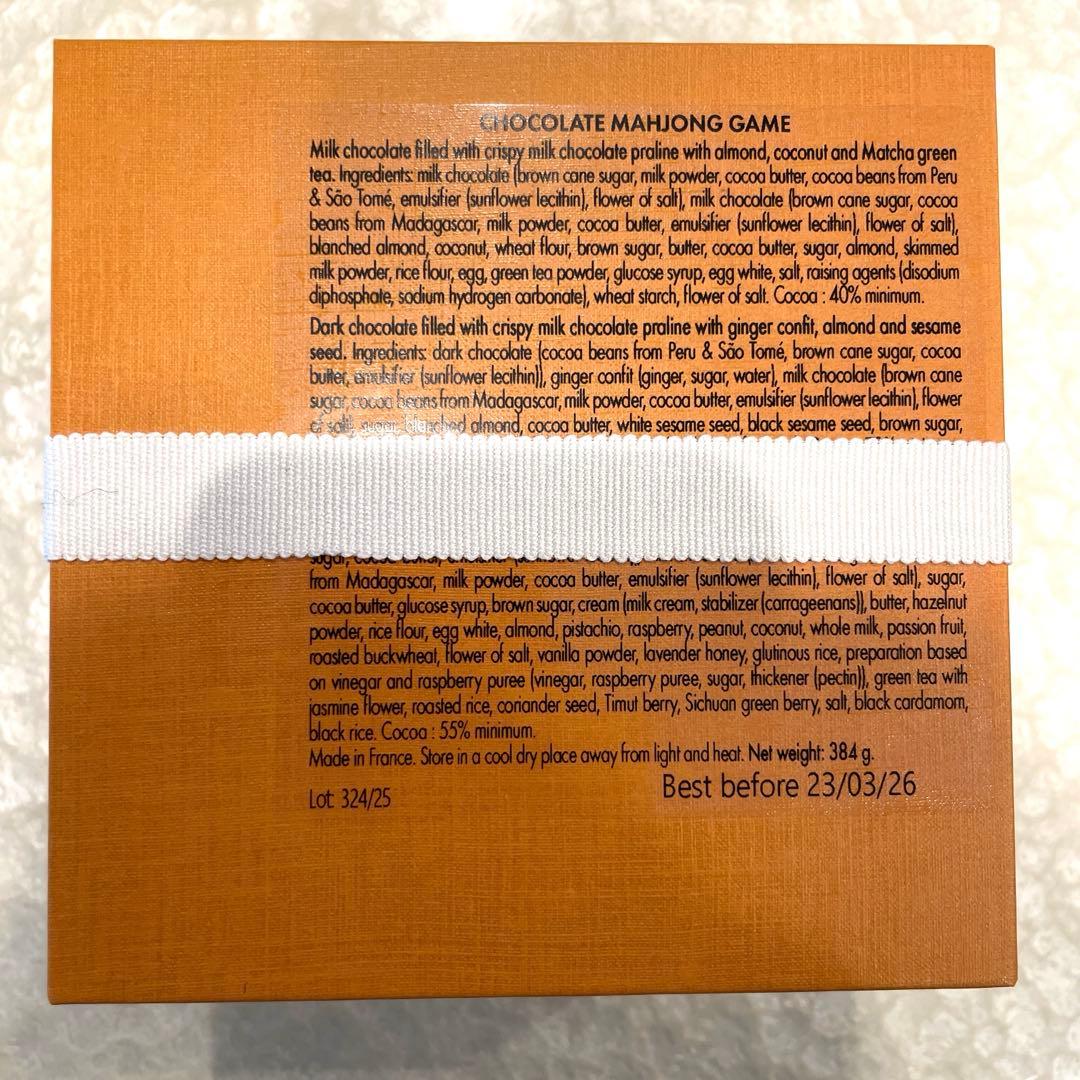 CHOCOLATE MAHJONG GAME
Milk chocolate filled with crispy milk chocolate praline with almond, coconut and Matcha green
tea. Ingredients: milk chocolate (brown cane sugar, milk powder, cocoa butter, cocoa beans from Peru
& São Tomé, emulsifier (sunflower lecithin), flower of salt), milk chocolate (brown cane sugar, cocoa
beans from Madagascar, milk powder, cocoa butter, emulsifier (sunflower lecithin), flower of salt),
blanched almond, coconut, wheat flour, brown sugar, butter, cocoa butter, sugar, almond, skimmed
milk powder, rice flour, egg, green tea powder, glucose syrup, egg white, salt, raising agents (disodium
diphosphate, sodium hydrogen carbonate), wheat starch, flower of salt. Cocoa : 40% minimum.
Dark chocolate filled with crispy milk chocolate praline with ginger confit, almond and sesame
seed. Ingredients: dark chocolate (cocoa beans from Peru & São Tomé, brown cane sugar, cocoa
butter, emulsifier (sunflower lecithin)), ginger confit (ginger, sugar, water), milk chocolate (brown cane
sugar, cocoa beans from Madagascar, milk powder, cocoa butter, emulsifier (sunflower lecithin), flower
of salt), sugar, blanched almond, cocoa butter, white sesame seed, black sesame seed, brown sugar,
sugar, cocoa butter, emulsifier
from Madagascar, milk powder, cocoa butter, emulsifier (sunflower lecithin), flower of salt), sugar,
cocoa butter, glucose syrup, brown sugar, cream (milk cream, stabilizer (carrageenans)), butter, hazelnut
powder, rice flour, egg white, almond, pistachio, raspberry, peanut, coconut, whole milk, passion fruit,
roasted buckwheat, flower of salt, vanilla powder, lavender honey, glutinous rice, preparation based
on vinegar and raspberry puree (vinegar, raspberry puree, sugar, thickener (pectin)), green tea with
jasmine flower, roasted rice, coriander seed, Timut berry, Sichuan green berry, salt, black cardamom,
black rice. Cocoa : 55% minimum.
Made in France. Store in a cool dry place away from light and heat. Net weight: 384 g.
Best before 23/03/26
Lot: 324/25